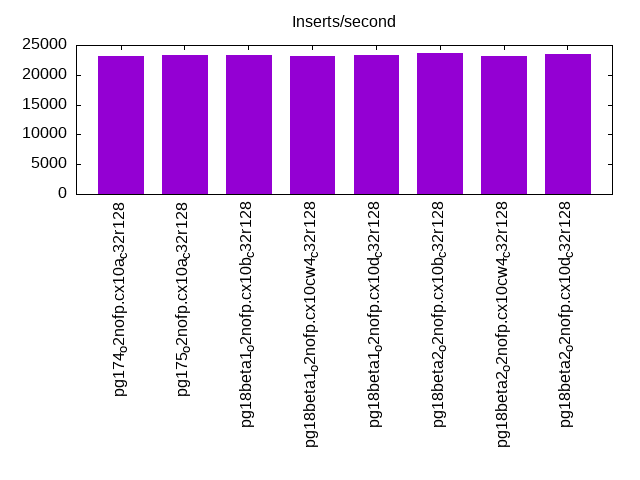 Inserts/second
25000
20000
15000
10000
5000
0
pg174o2nofp.cx10ac32r128
pg175o2nofp.cx10ac32r128
pg18beta1o2nofp.cx10bc32r128
pg18beta1o2nofp.cx10cw4c32r128
pg18beta1o2nofp.cx10dc32r128
pg18beta2o2nofp.cx10bc32r128
pg18beta2o2nofp.cx10cw4c32r128
pg18beta2o2nofp.cx10dc32r128